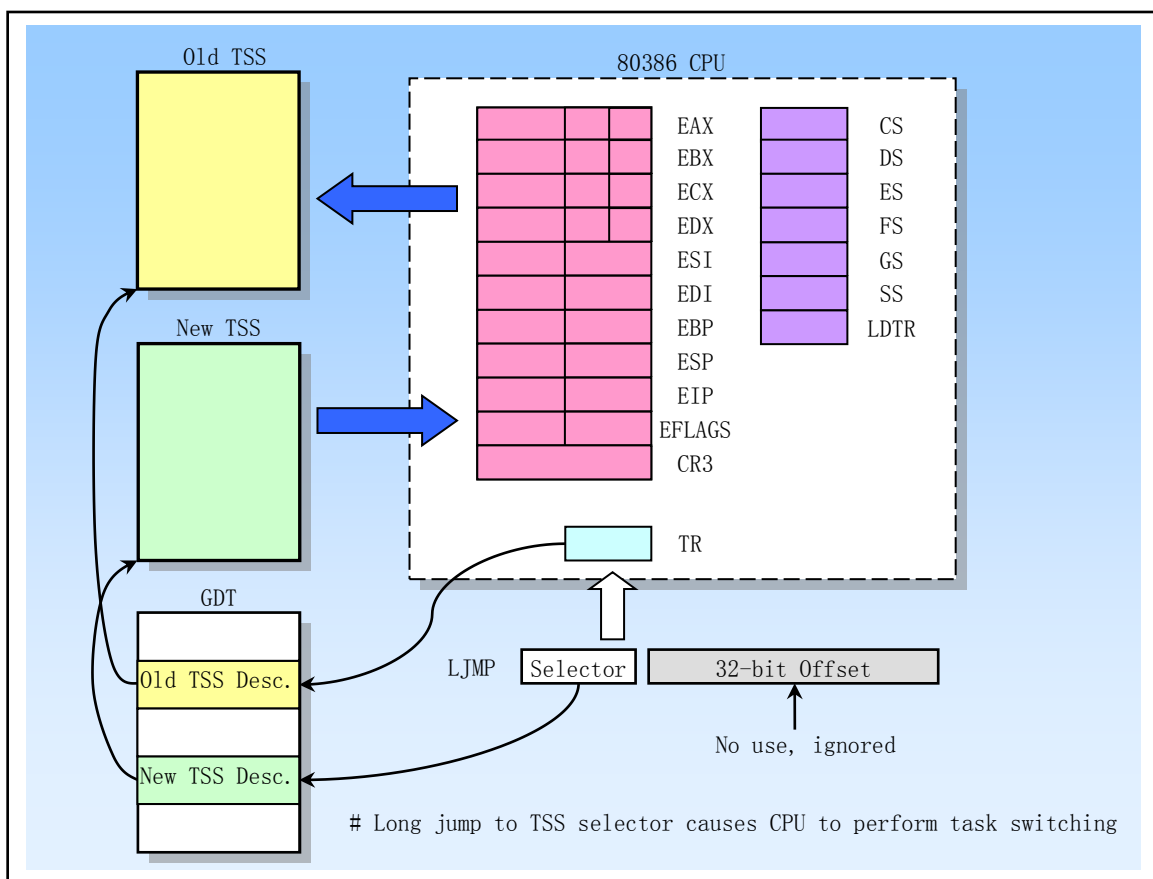 Old TSS
80386 CPU
EAX
EBX
ECX
EDX
ESI
EDI
EBP
ESP
EIP
EFLAGS
CR3
CS
DS
ES
FS
GS
SS
LDTR
New TSS
TR
GDT
Old TSS Desc.
New TSS Desc.
LJMP
Selector
32-bit Offset
No use, ignored
# Long jump to TSS selector causes CPU to perform task switching